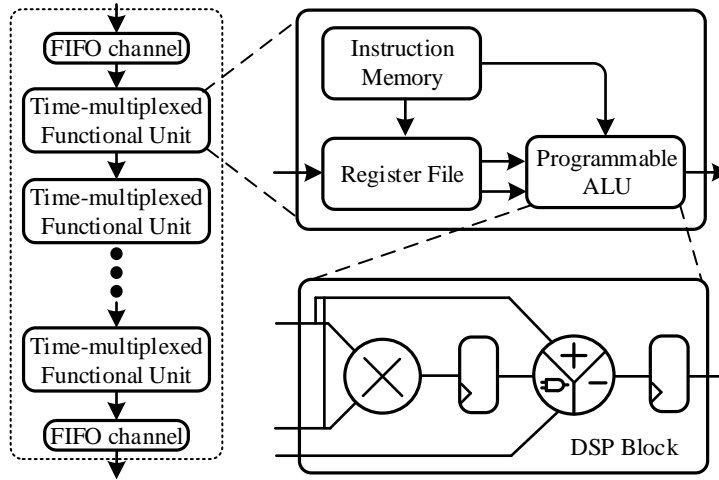 FIFO channel
Time-multiplexed
Functional Unit
Time-multiplexed
Functional Unit
Time-multiplexed
Functional Unit
FIFO channel
Instruction
Memory
Register File
Programmable
ALU
DSP Block